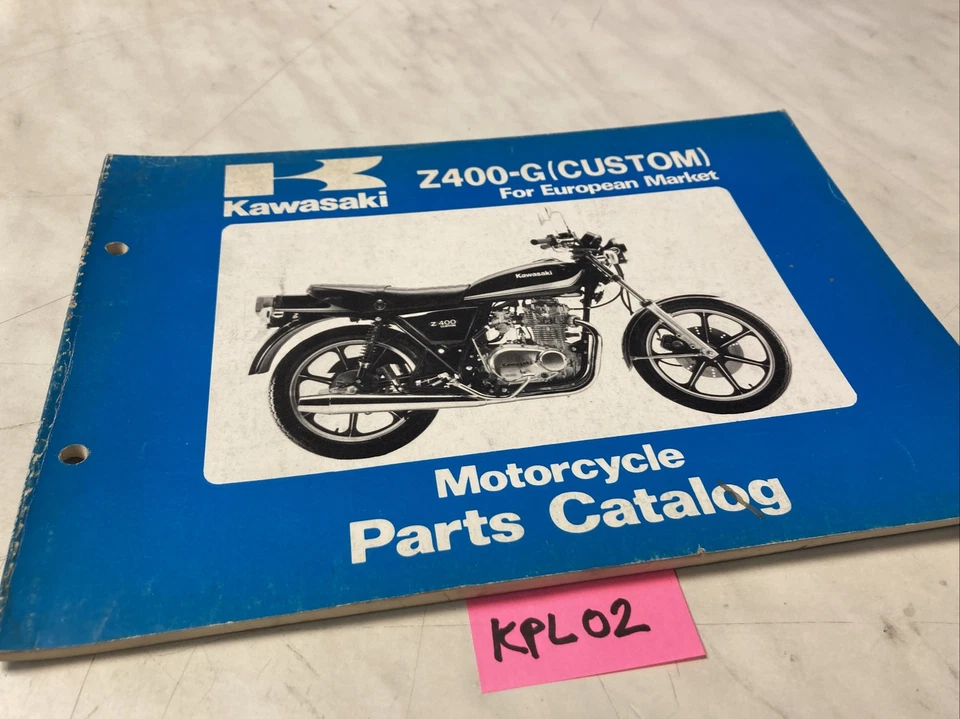 Kawasaki
Z400-G(CUSTOM)
For European Market
Kawasaki
Z400
Motorcycle
Parts Catalog
KPL02